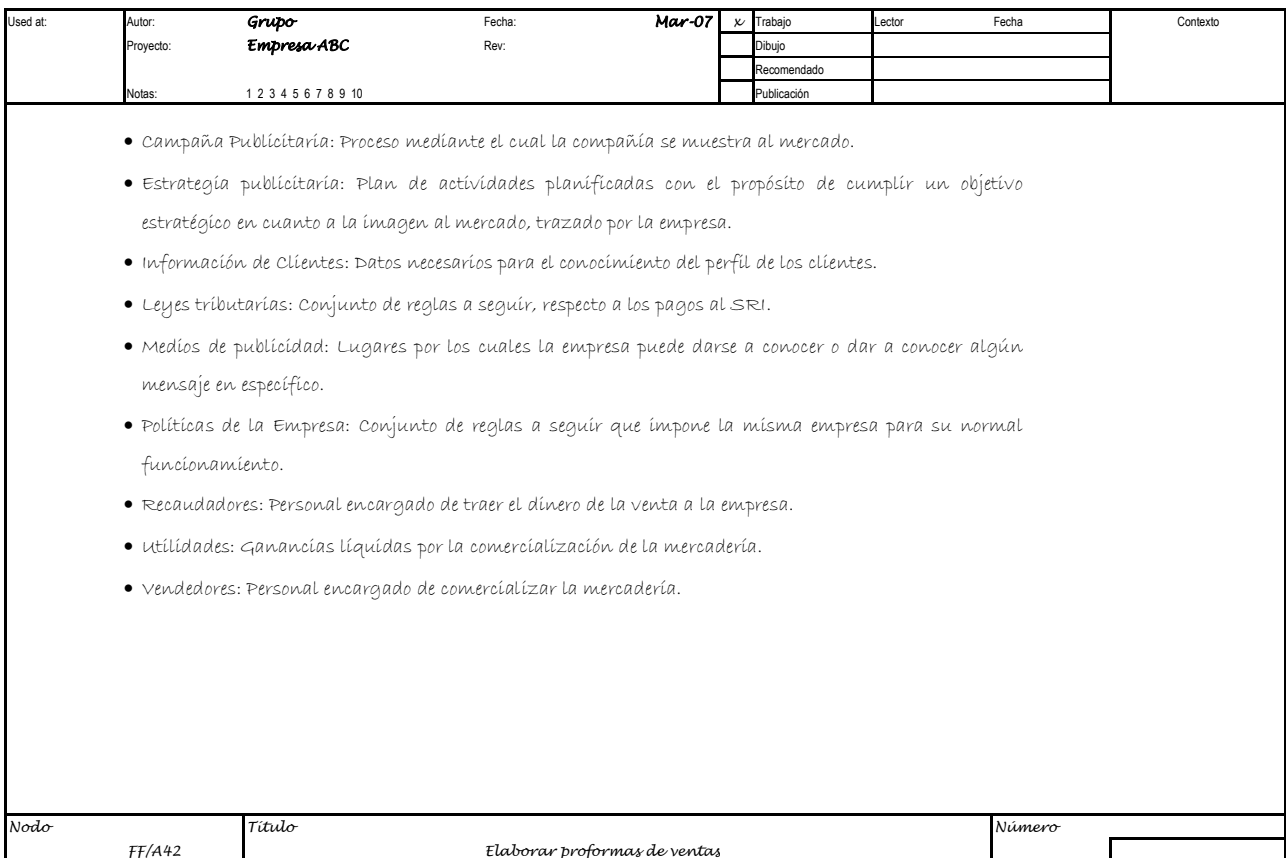 Used at: Autor: Grupo Fecha: Mar-07 x Trabajo Lector Fecha Contexto
Proyecto: Empresa ABC Rev: Dibujo
Recomendado
Notas: 1 2 3 4 5 6 7 8 9 10 Publicación
• Campaña Publicitaria: Proceso mediante el cual la compañía se muestra al mercado.
• Estrategia publicitaria: Plan de actividades planificadas con el propósito de cumplir un objetivo
estratégico en cuanto a la imagen al mercado, trazado por la empresa.
• Información de Clientes: Datos necesarios para el conocimiento del perfil de los clientes.
• Leyes tributarias: Conjunto de reglas a seguir, respecto a los pagos al SRI.
• Medios de publicidad: Lugares por los cuales la empresa puede darse a conocer o dar a conocer algún
mensaje en específico.
• Políticas de la Empresa: Conjunto de reglas a seguir que impone la misma empresa para su normal
funcionamiento.
• Recaudadores: Personal encargado de traer el dinero de la venta a la empresa.
• Utilidades: Ganancias líquidas por la comercialización de la mercadería.
• Vendedores: Personal encargado de comercializar la mercadería.
Nodo Título Número
FF/A42 Elaborar proformas de ventas